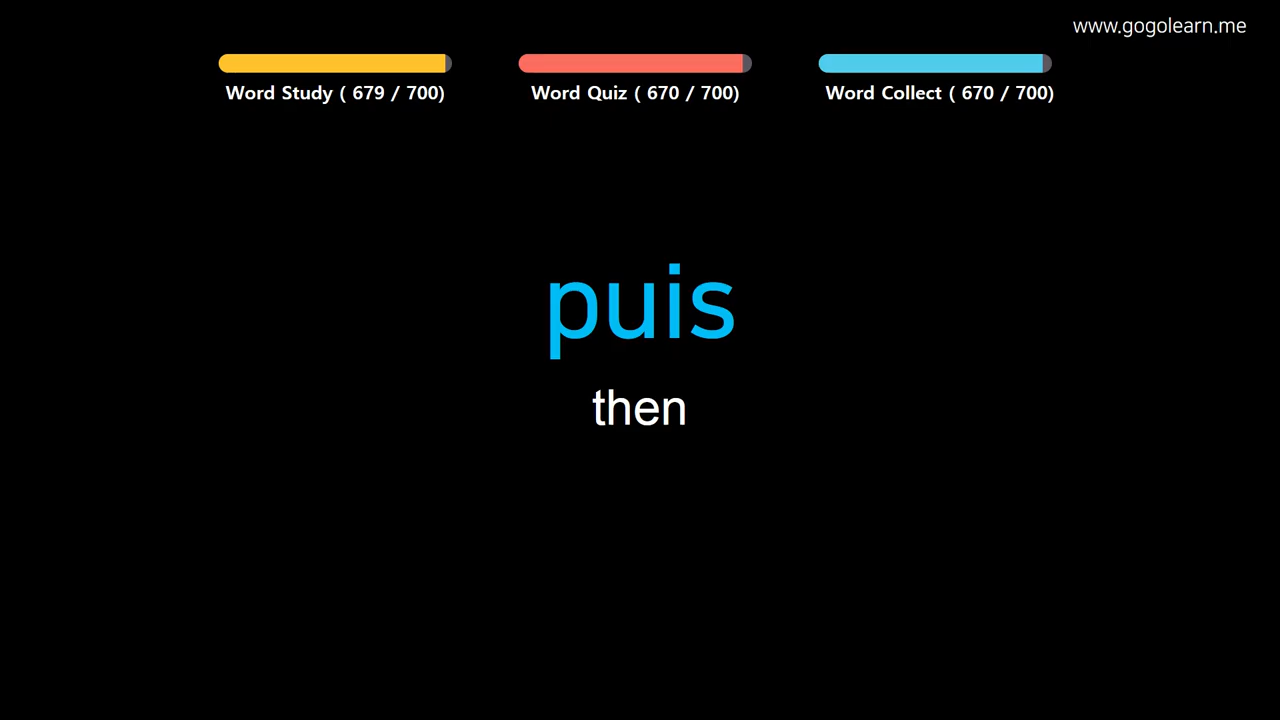 www.gogolearn.me
Word Study ( 679 / 700)
Word Quiz ( 670 / 700)
Word Collect ( 670 / 700)
puis
then